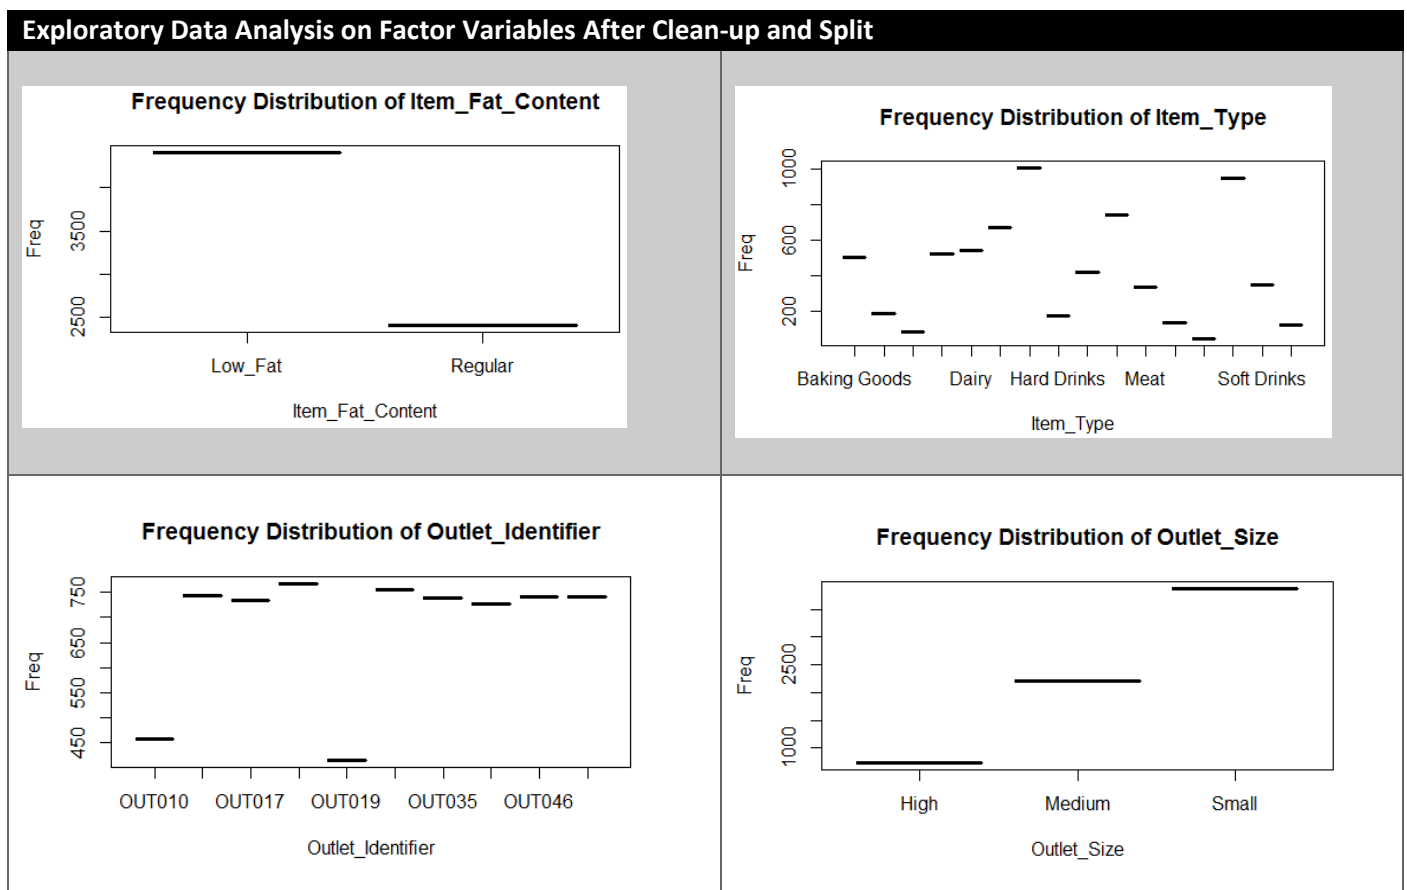 Exploratory Data Analysis on Factor Variables After Clean-up and Split
Frequency Distribution of Item_Fat_Content
Freq
2500
3500
Low_Fat
Regular
Item_Fat_Content
Frequency Distribution of Item_Type
Freq
200
600
1000
Baking Goods
Dairy
Hard Drinks
Meat
Soft Drinks
Item_Type
Frequency Distribution of Outlet_Identifier
Freq
450
550
650
750
OUT010
OUT017
OUT019
OUT035
OUT046
Outlet_Identifier
Frequency Distribution of Outlet_Size
Freq
1000
2500
High
Medium
Small
Outlet_Size